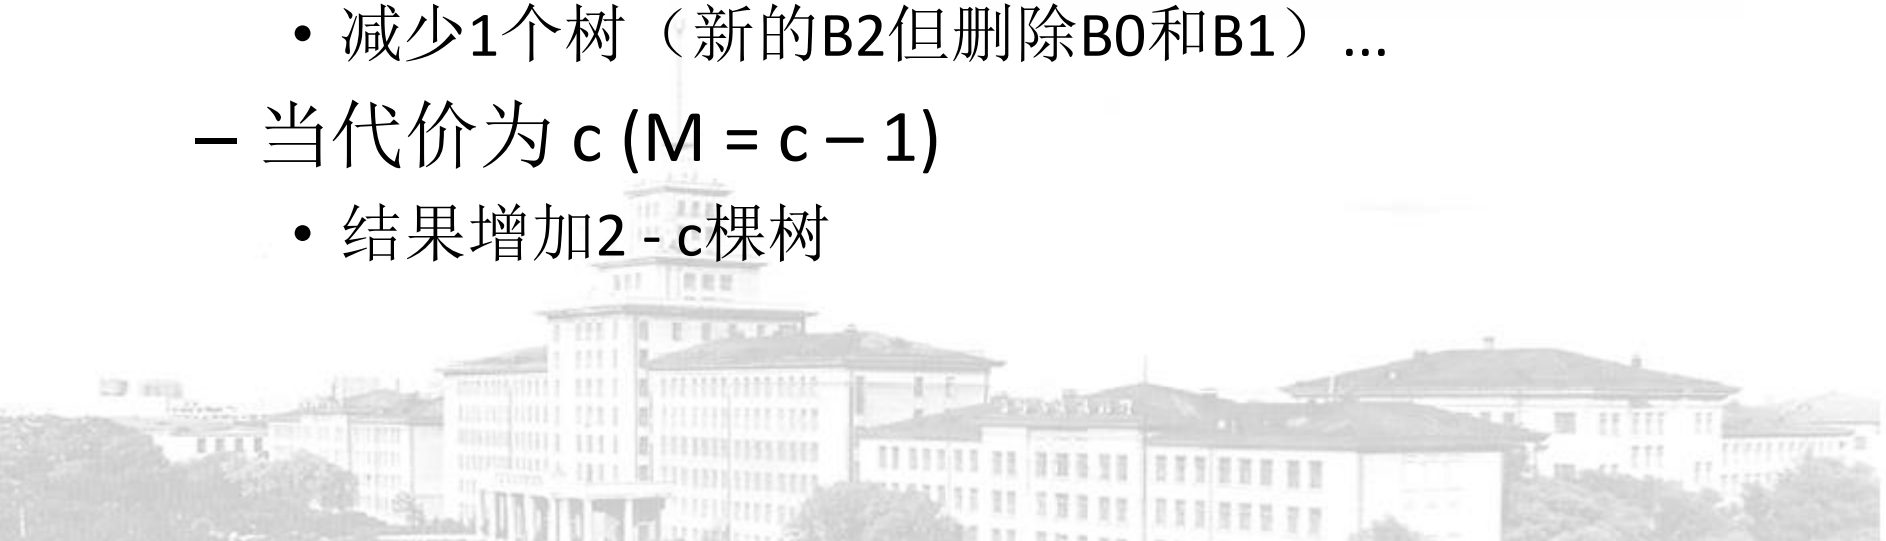 • 减少1个树（新的B2但删除B0和B1）...
– 当代价为 c (M = c – 1)
• 结果增加2 - c棵树